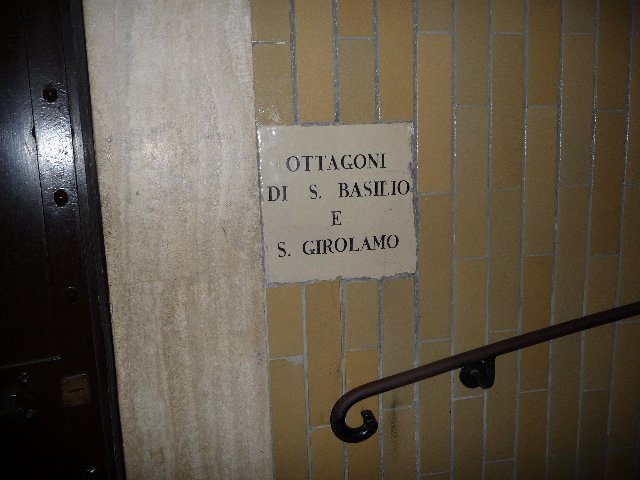 OTTAGONI
DI S. BASILIO
E
S. GIROLAMO